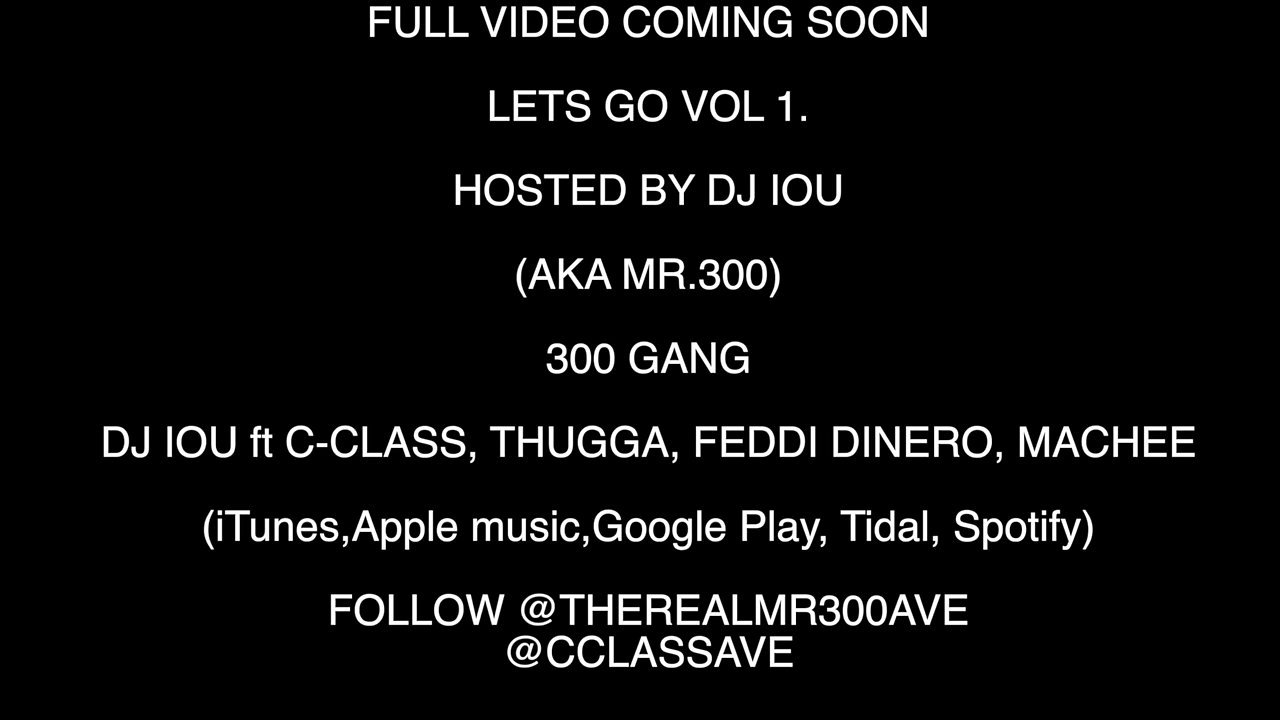 FULL VIDEO COMING SOON
LETS GO VOL 1.
HOSTED BY DJ IOU
(AKA MR.300)
300 GANG
DJ IOU ft C-CLASS, THUGGA, FEDDI DINERO, MACHEE
(iTunes,Apple music,Google Play, Tidal, Spotify)
FOLLOW @THEREALMR300AVE
@CCLASSAVE